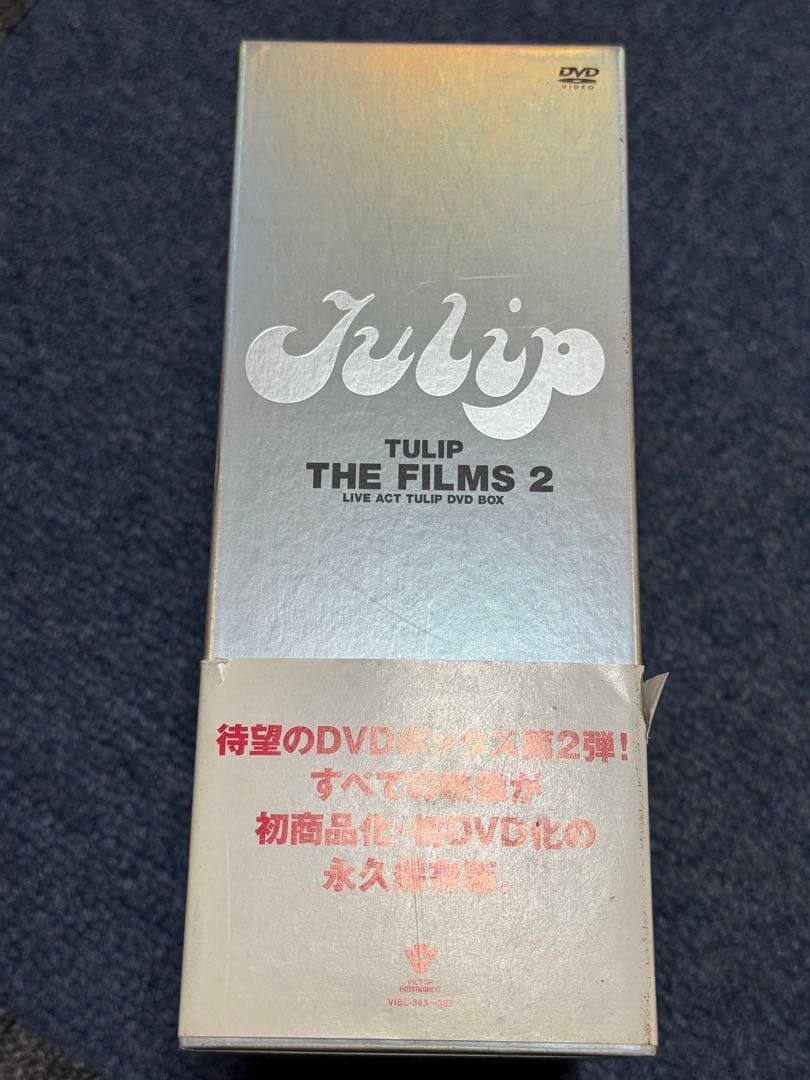 DVD
VIDEO
Tulip
TULIP
THE FILMS 2
LIVE ACT TULIP DVD BOX
待望のDVDボックス第2弾!
すべての映像が
初商品化・初DVD化の
永久保存版。
VICTOR
ENTERTAINMENT